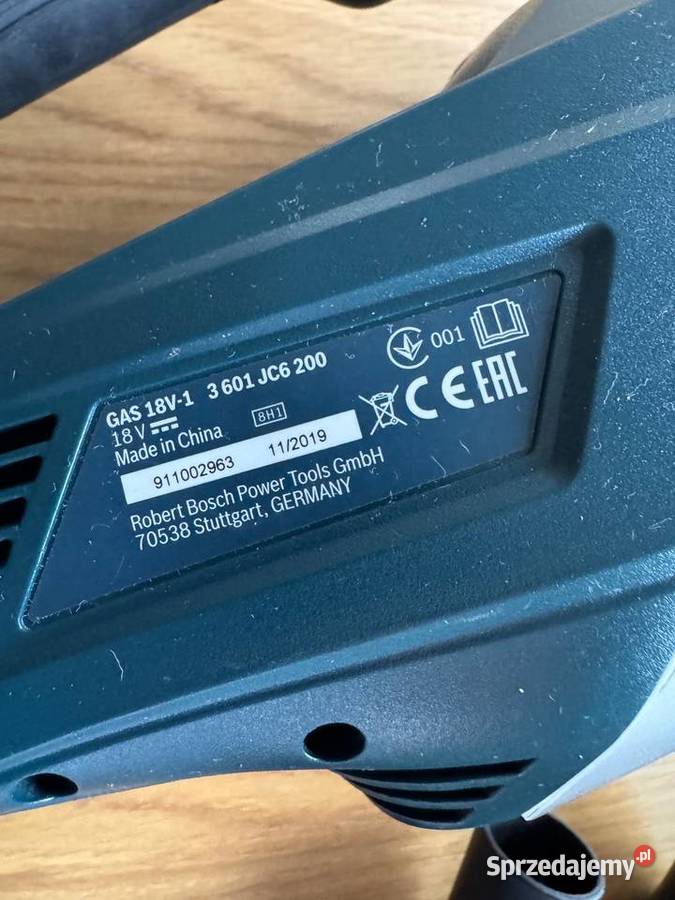 GAS 18V-1 3 601 JC6 200
18 V
Made in China 8H1
911002963 11/2019
Robert Bosch Power Tools GmbH
70538 Stuttgart, GERMANY
001
CE EAC
Sprzedajemy.pl